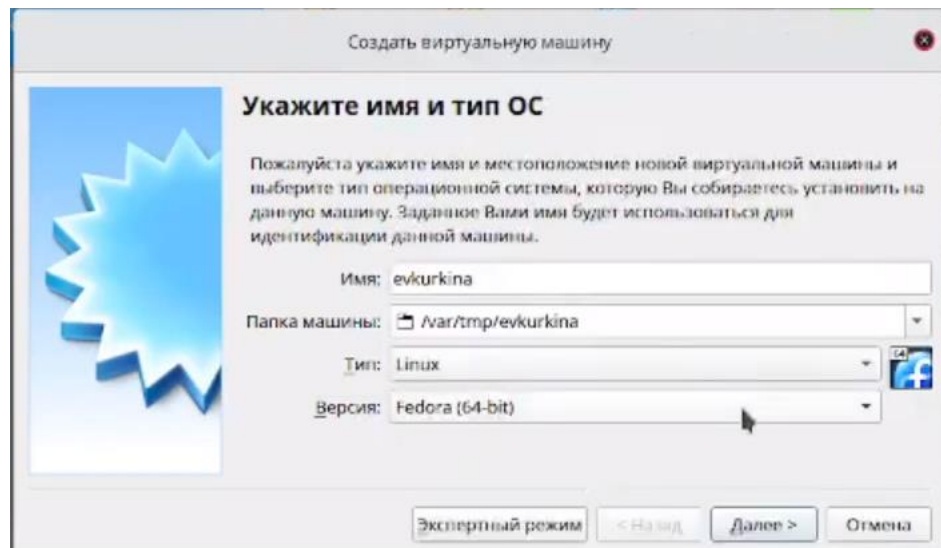 Создать виртуальную машину
Укажите имя и тип ОС
Пожалуйста укажите имя и местоположение новой виртуальной машины и
выберите тип операционной системы, которую Вы собираетесь установить на
данную машину. Заданное Вами имя будет использоваться для
идентификации данной машины.
Имя: evkurkina
Папка машины: /var/tmp/evkurkina
Тип: Linux
64
Версия: Fedora (64-bit)
Экспертный режим < Назад Далее > Отмена